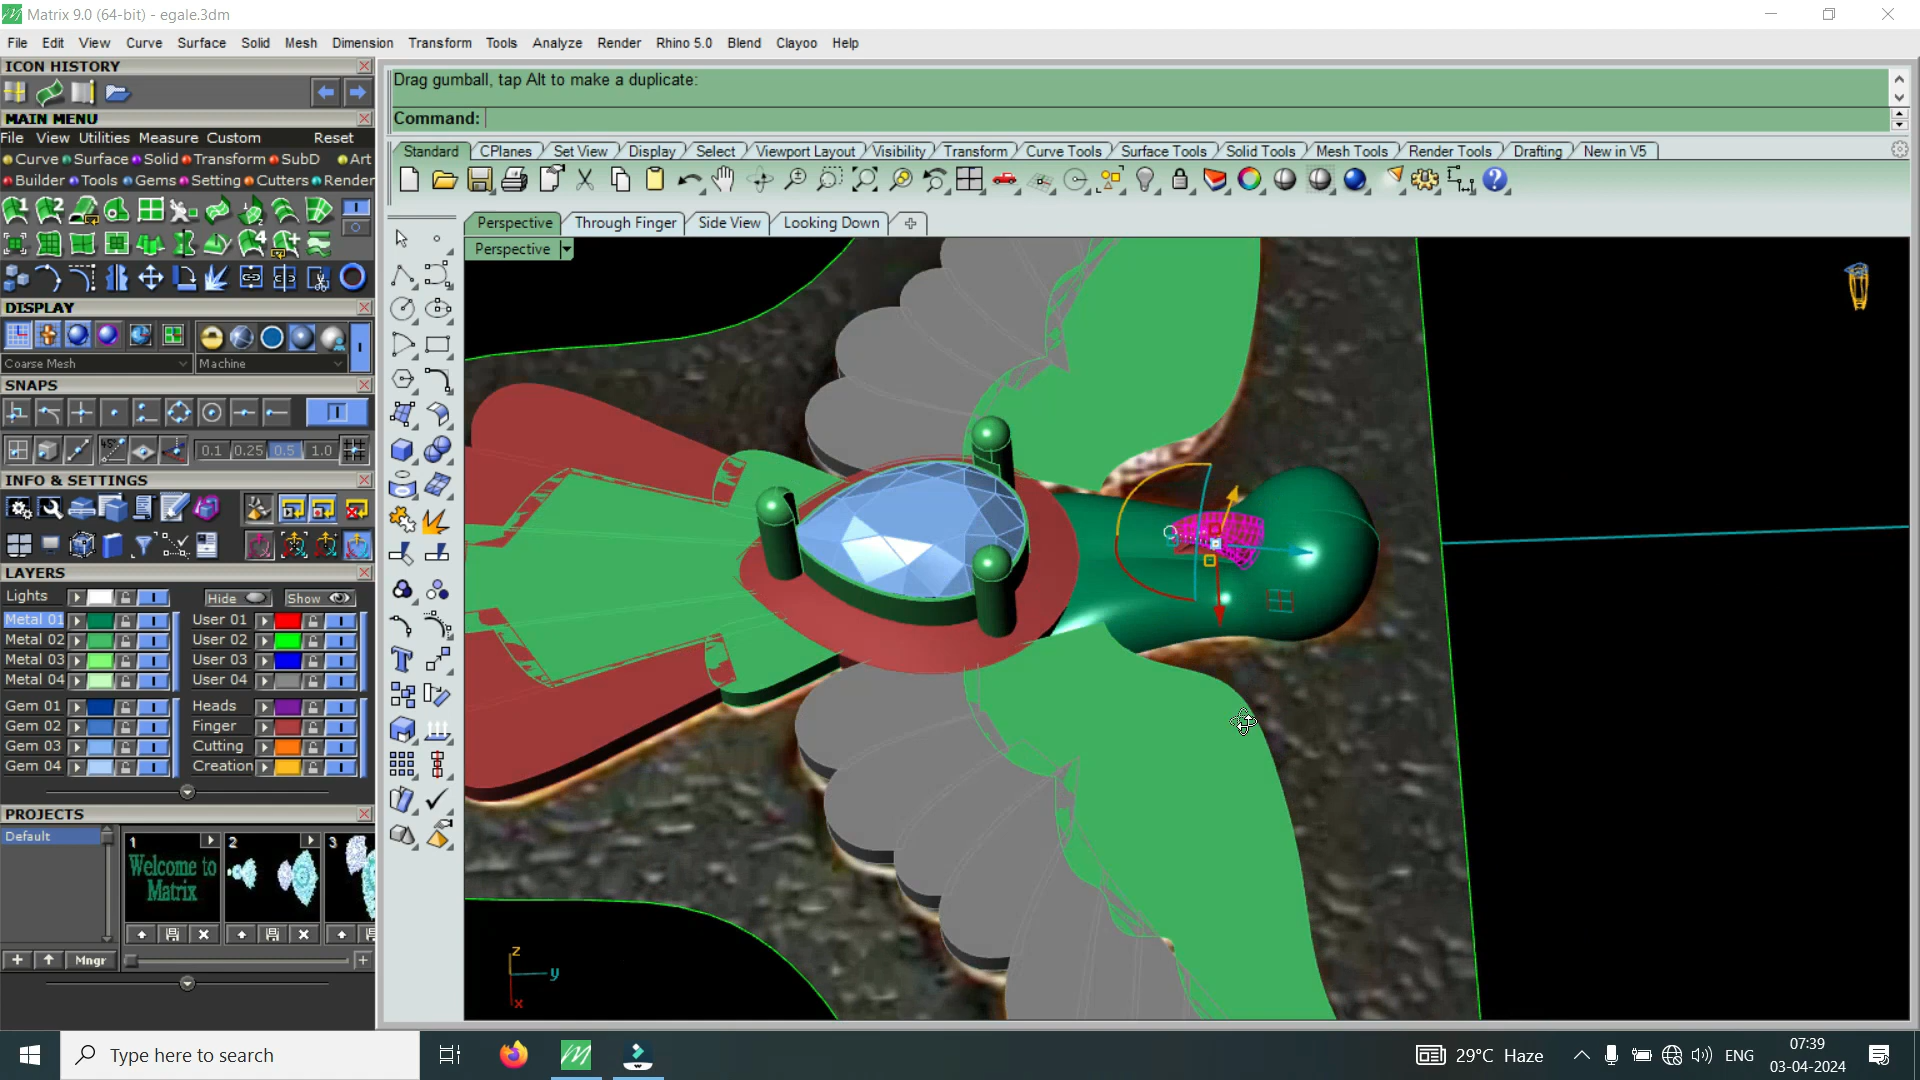 Matrix 9.0 (64-bit) - egale.3dm
File Edit View Curve Surface Solid Mesh Dimension Transform Tools Analyze Render Rhino 5.0 Blend Clayoo Help
ICON HISTORY
MAIN MENU
File View Utilities Measure Custom Reset
Curve Surface Solid Transform SubD Art
Builder Tools Gems Setting Cutters Render
DISPLAY
Coarse Mesh Machine
SNAPS
0.1 0.25 0.5 1.0
INFO & SETTINGS
LAYERS
Lights Hide Show
Metal 01 User 01
Metal 02 User 02
Metal 03 User 03
Metal 04 User 04
Gem 01 Heads
Gem 02 Finger
Gem 03 Cutting
Gem 04 Creation
PROJECTS
Default
1 2 3
Welcome to
Matrix
Mngr
Drag gumball, tap Alt to make a duplicate:
Command:
Standard CPlanes Set View Display Select Viewport Layout Visibility Transform Curve Tools Surface Tools Solid Tools Mesh Tools Render Tools Drafting New in V5
Perspective Through Finger Side View Looking Down
Perspective
z
y
x
Type here to search
29°C Haze
ENG
07:39
03-04-2024